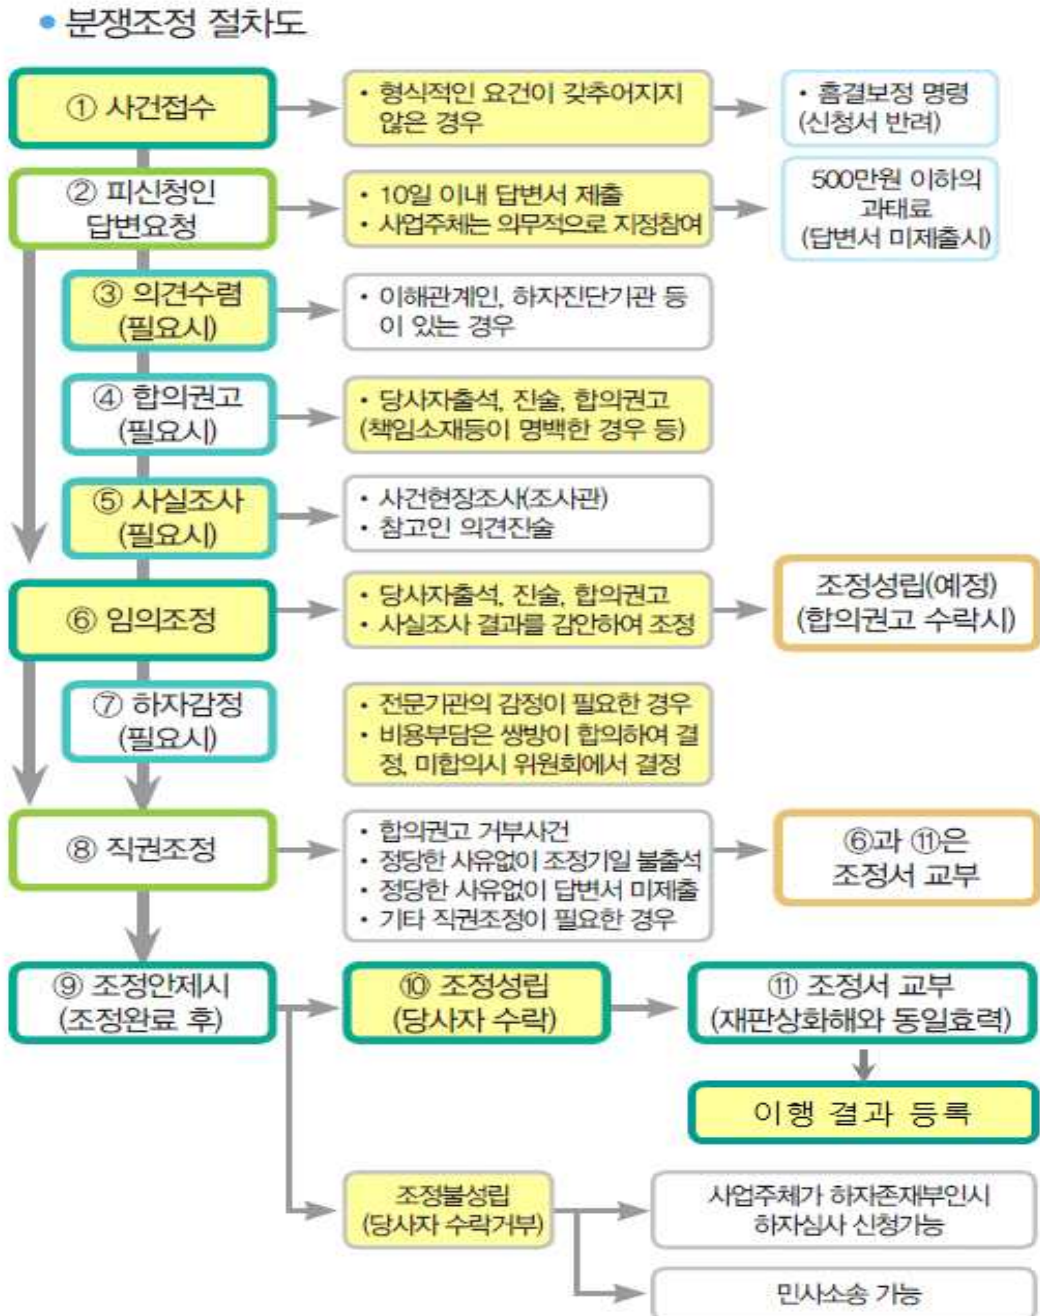 • 분쟁조정 절차도
① 사건접수
• 형식적인 요건이 갖추어지지
않은 경우
• 흠결보정 명령
(신청서 반려)
② 피신청인
답변요청
• 10일 이내 답변서 제출
• 사업주체는 의무적으로 지정참여
500만원 이하의
과태료
(답변서 미제출시)
③ 의견수렴
(필요시)
• 이해관계인, 하자진단기관 등
이 있는 경우
④ 합의권고
(필요시)
• 당사자출석, 진술, 합의권고
(책임소재등이 명백한 경우 등)
⑤ 사실조사
(필요시)
• 사건현장조사(조사관)
• 참고인 의견진술
⑥ 임의조정
• 당사자출석, 진술, 합의권고
• 사실조사 결과를 감안하여 조정
조정성립(예정)
(합의권고 수락시)
⑦ 하자감정
(필요시)
• 전문기관의 감정이 필요한 경우
• 비용부담은 쌍방이 합의하여 결
정, 미합의시 위원회에서 결정
⑧ 직권조정
• 합의권고 거부사건
• 정당한 사유없이 조정기일 불출석
• 정당한 사유없이 답변서 미제출
• 기타 직권조정이 필요한 경우
⑥과 ⑪은
조정서 교부
⑨ 조정안제시
(조정완료 후)
⑩ 조정성립
(당사자 수락)
⑪ 조정서 교부
(재판상화해와 동일효력)
이행 결과 등록
조정불성립
(당사자 수락거부)
사업주체가 하자존재부인시
하자심사 신청가능
민사소송 가능